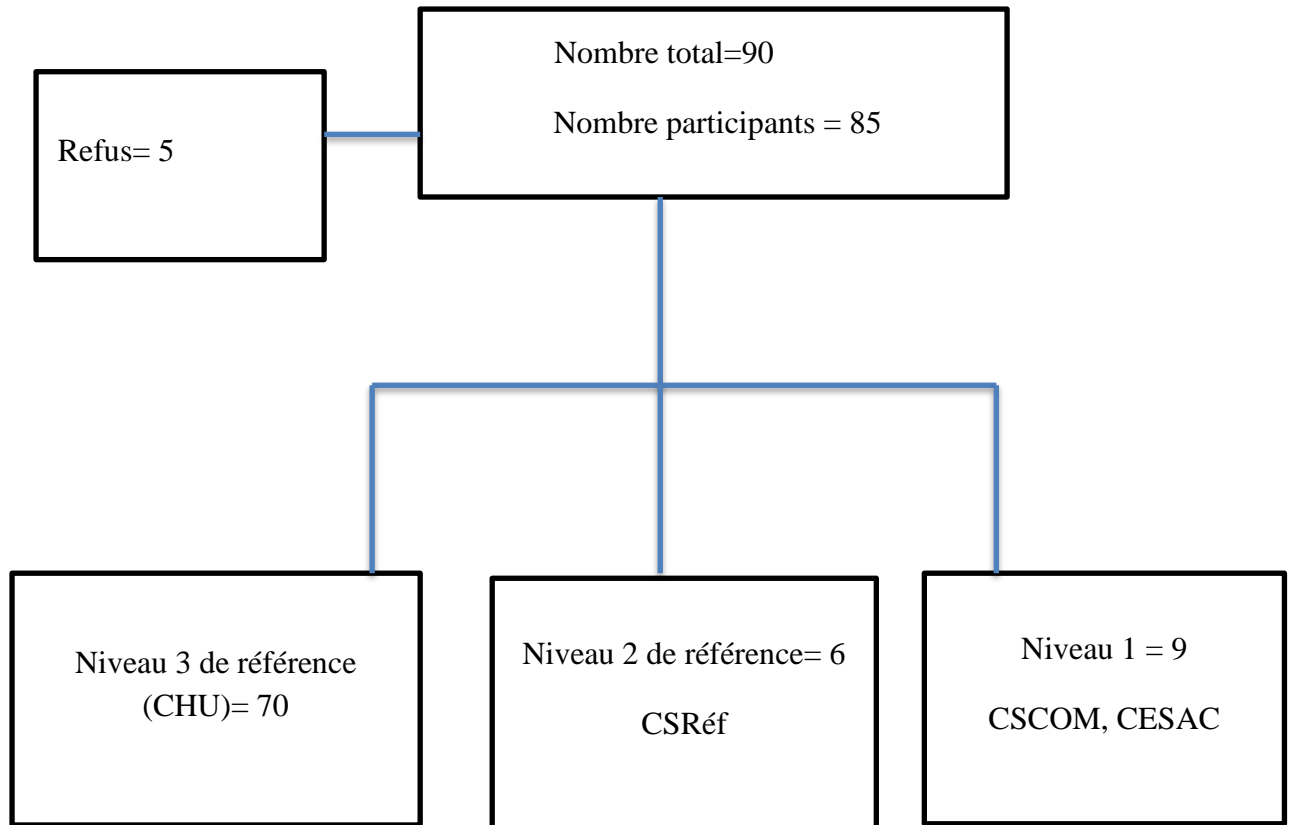 Nombre total=90
Nombre participants = 85
Refus= 5
Niveau 3 de référence
(CHU)= 70
Niveau 2 de référence= 6
CSRéf
Niveau 1 = 9
CSCOM, CESAC